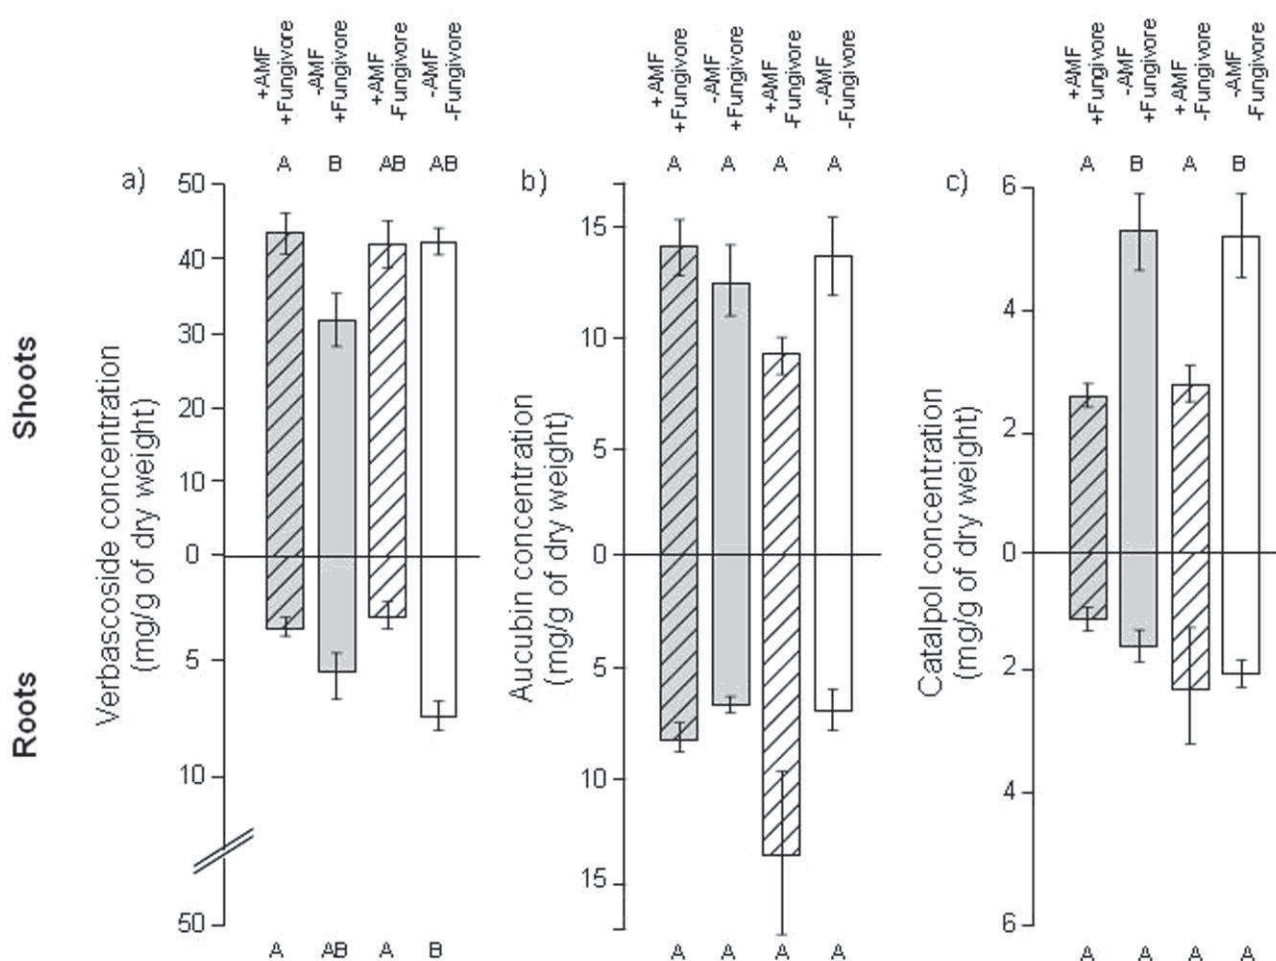 +AMF
+Fungivore
-AMF
+Fungivore
+AMF
-Fungivore
-AMF
-Fungivore
+AMF
+Fungivore
-AMF
+Fungivore
+AMF
-Fungivore
-AMF
-Fungivore
+AMF
+Fungivore
-AMF
+Fungivore
+AMF
-Fungivore
-AMF
-Fungivore
Shoots
Roots
a)
A B AB AB
Verbascoside concentration
(mg/g of dry weight)
50
40
30
20
10
0
5
10
50
A AB A B
b)
A A A A
Aucubin concentration
(mg/g of dry weight)
15
10
5
0
5
10
15
A A A A
c)
A B A B
Catalpol concentration
(mg/g of dry weight)
6
4
2
0
2
4
6
A A A A